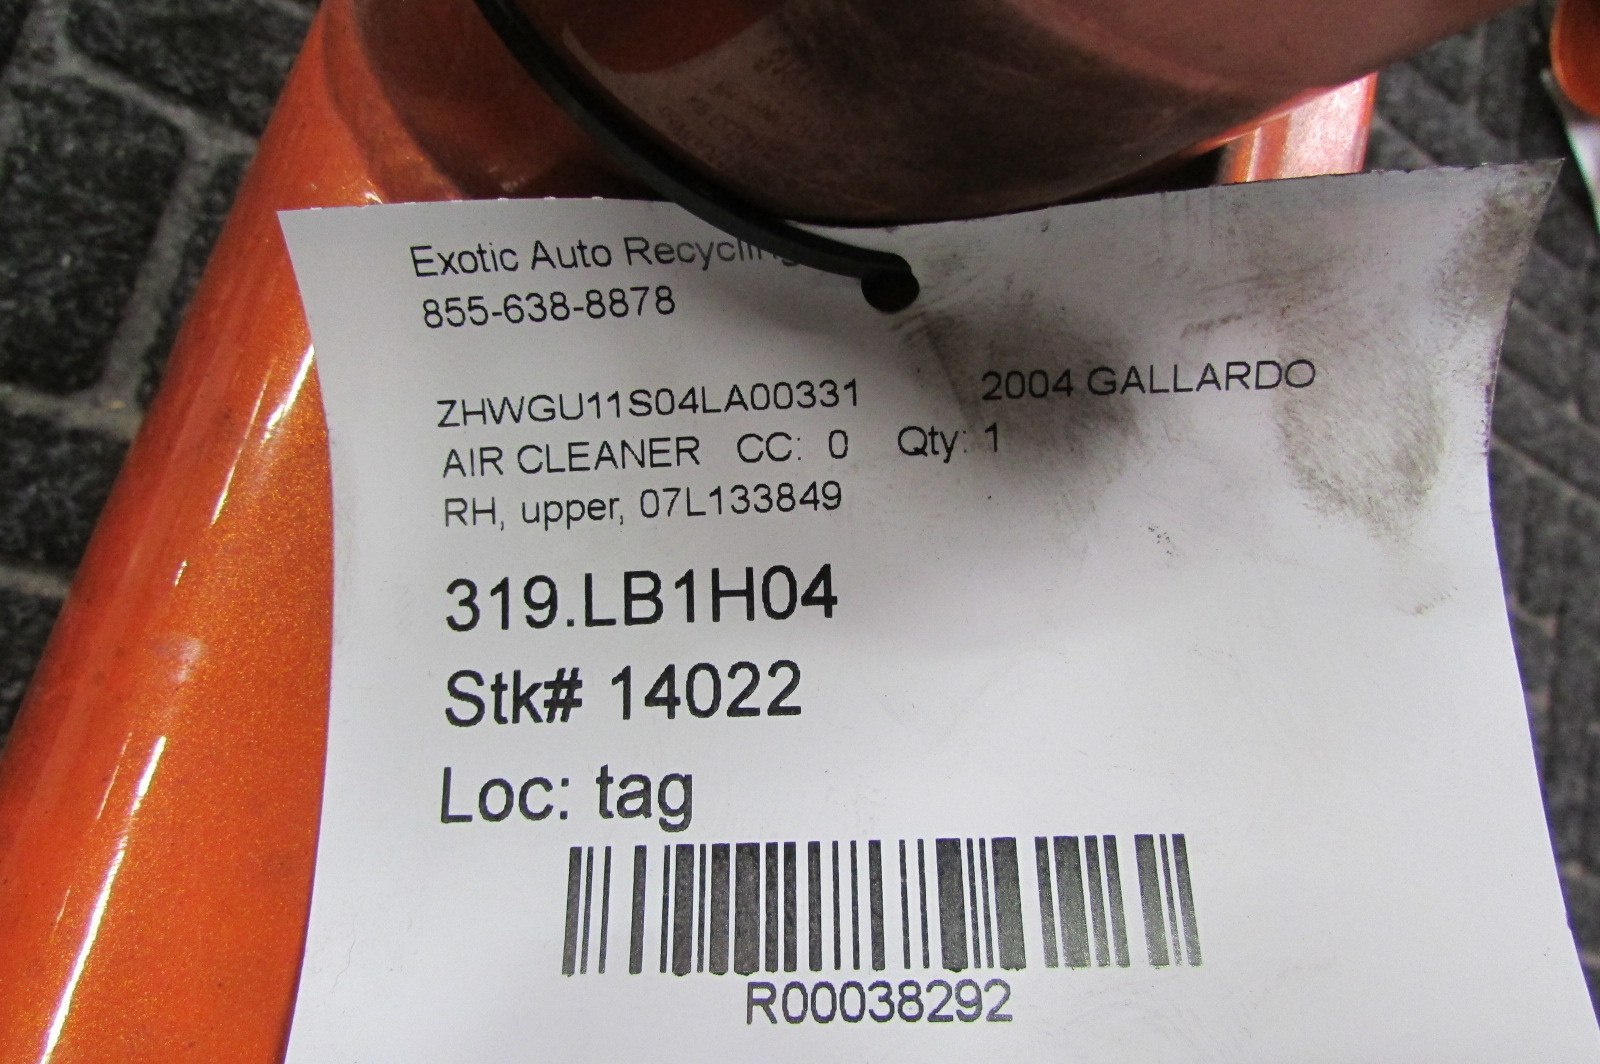 Exotic Auto Recycling
855-638-8878
ZHWGU11S04LA00331 2004 GALLARDO
AIR CLEANER CC: 0 Qty: 1
RH, upper, 07L133849
319.LB1H04
Stk# 14022
Loc: tag
R00038292